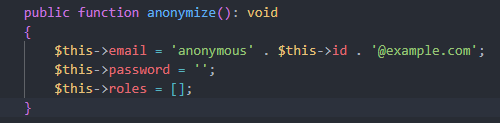 public function anonymize(): void
{
    $this->email = 'anonymous' . $this->id . '@example.com';
    $this->password = '';
    $this->roles = [];
}